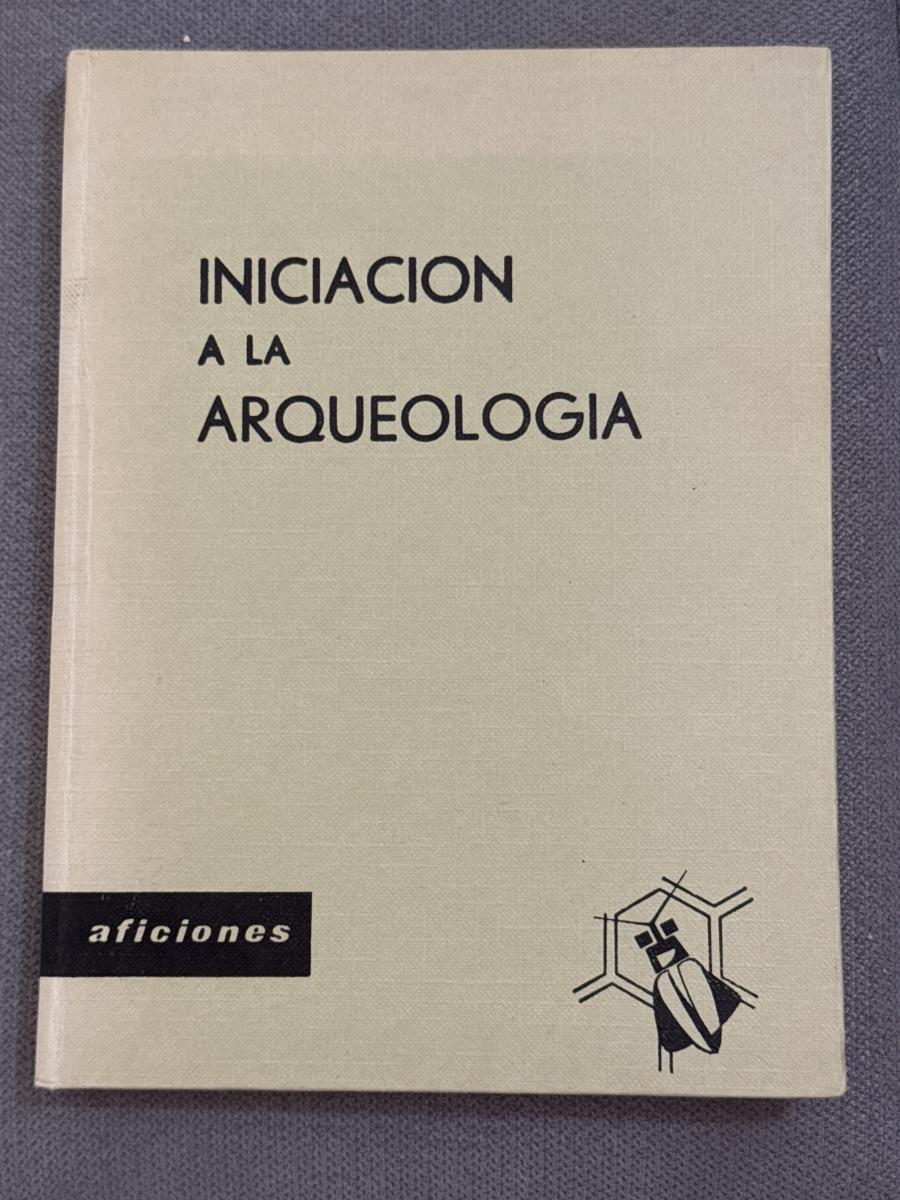 INICIACION
A LA
ARQUEOLOGIA
aficiones